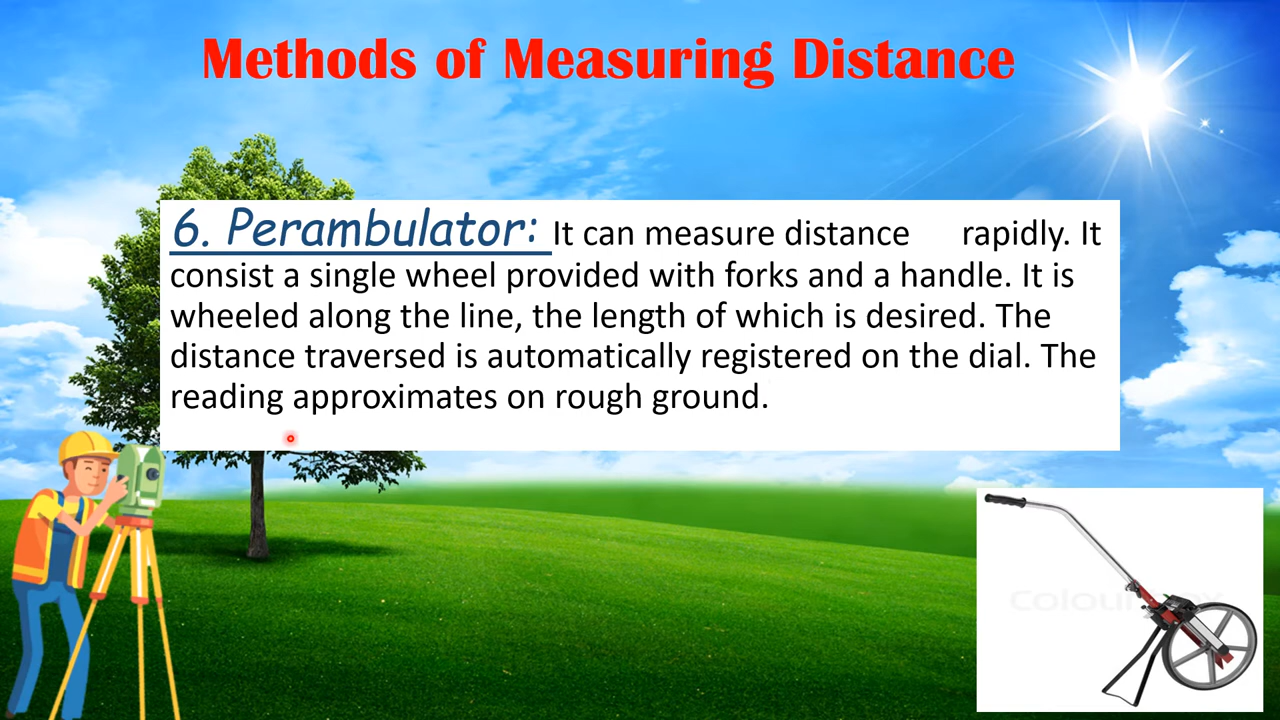 Methods of Measuring Distance
6. Perambulator: It can measure distance rapidly. It
consist a single wheel provided with forks and a handle. It is
wheeled along the line, the length of which is desired. The
distance traversed is automatically registered on the dial. The
reading approximates on rough ground.